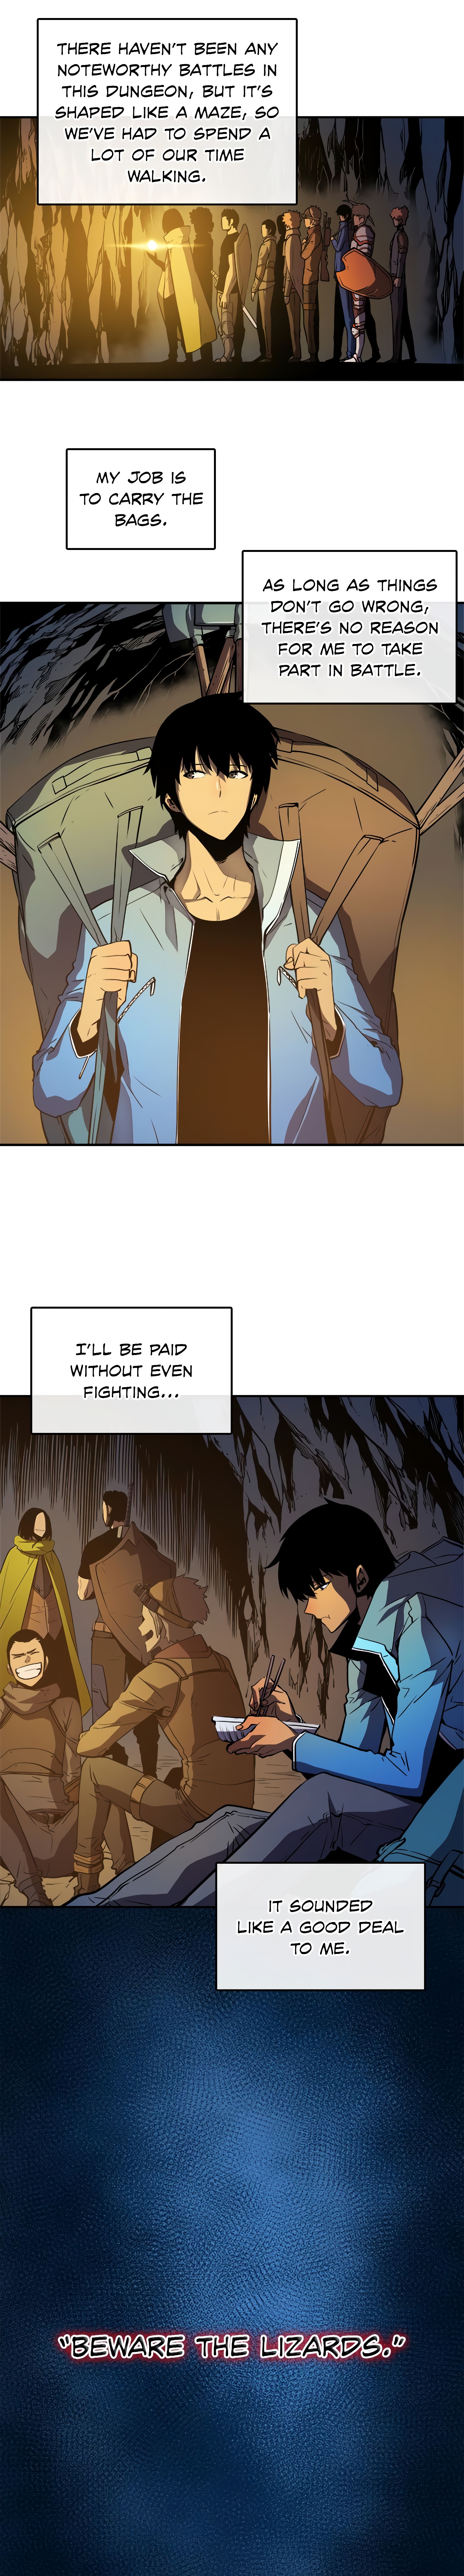 THERE HAVEN'T BEEN ANY
NOTEWORTHY BATTLES IN
THIS DUNGEON, BUT IT'S
SHAPED LIKE A MAZE, SO
WE'VE HAD TO SPEND A
LOT OF OUR TIME
WALKING.
MY JOB IS
TO CARRY THE
BAGS.
AS LONG AS THINGS
DON'T GO WRONG,
THERE'S NO REASON
FOR ME TO TAKE
PART IN BATTLE.
I'LL BE PAID
WITHOUT EVEN
FIGHTING...
IT SOUNDED
LIKE A GOOD DEAL
TO ME.
"BEWARE THE LIZARDS."